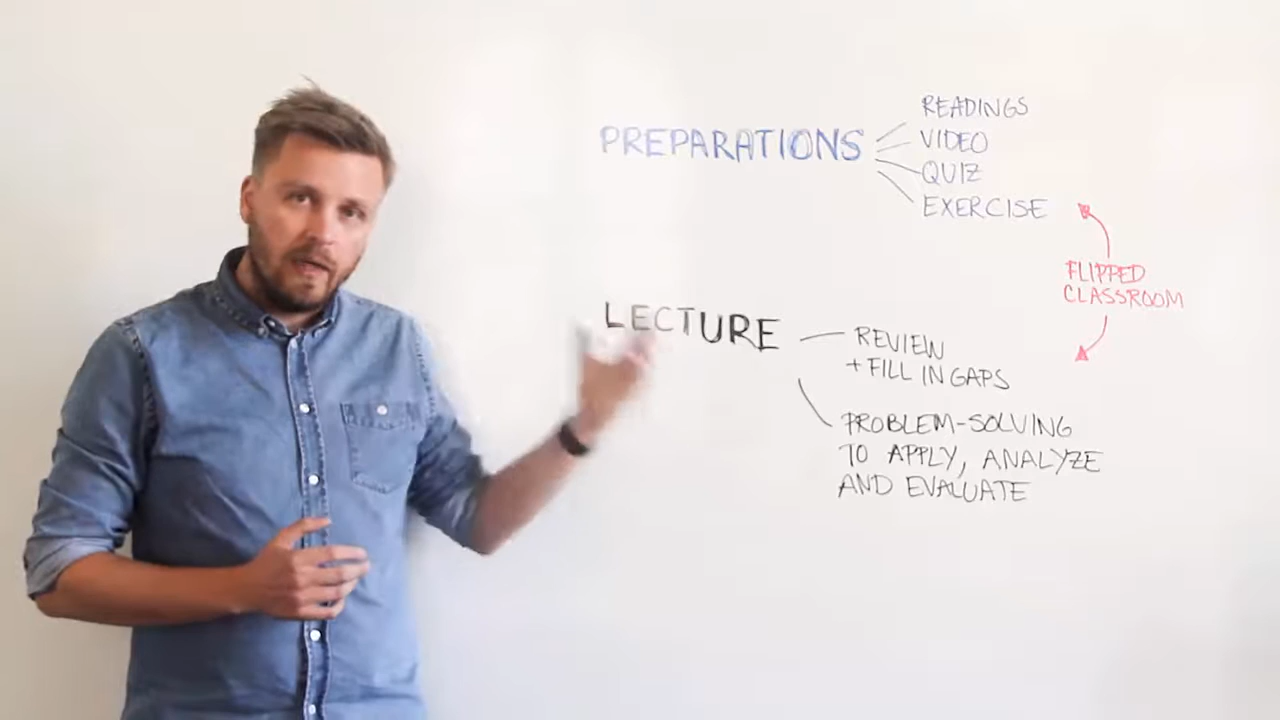 PREPARATIONS
READINGS
VIDEO
QUIZ
EXERCISE
FLIPPED
CLASSROOM
LECTURE
REVIEW
+ FILL IN GAPS
PROBLEM-SOLVING
TO APPLY, ANALYZE
AND EVALUATE